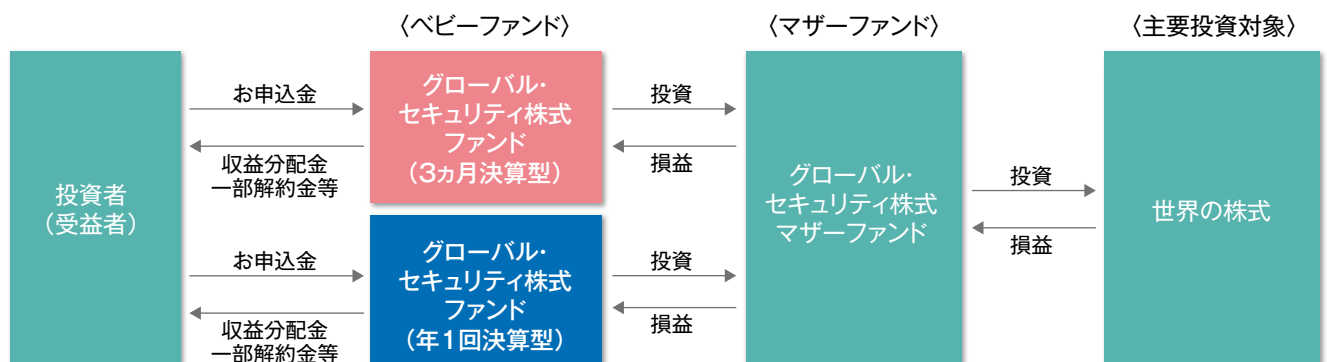 〈ベビーファンド〉
〈マザーファンド〉
〈主要投資対象〉
投資者
（受益者）
お申込金
収益分配金
一部解約金等
お申込金
収益分配金
一部解約金等
グローバル・
セキュリティ株式
ファンド
（3ヵ月決算型）
グローバル・
セキュリティ株式
ファンド
（年1回決算型）
投資
損益
投資
損益
グローバル・
セキュリティ株式
マザーファンド
投資
損益
世界の株式